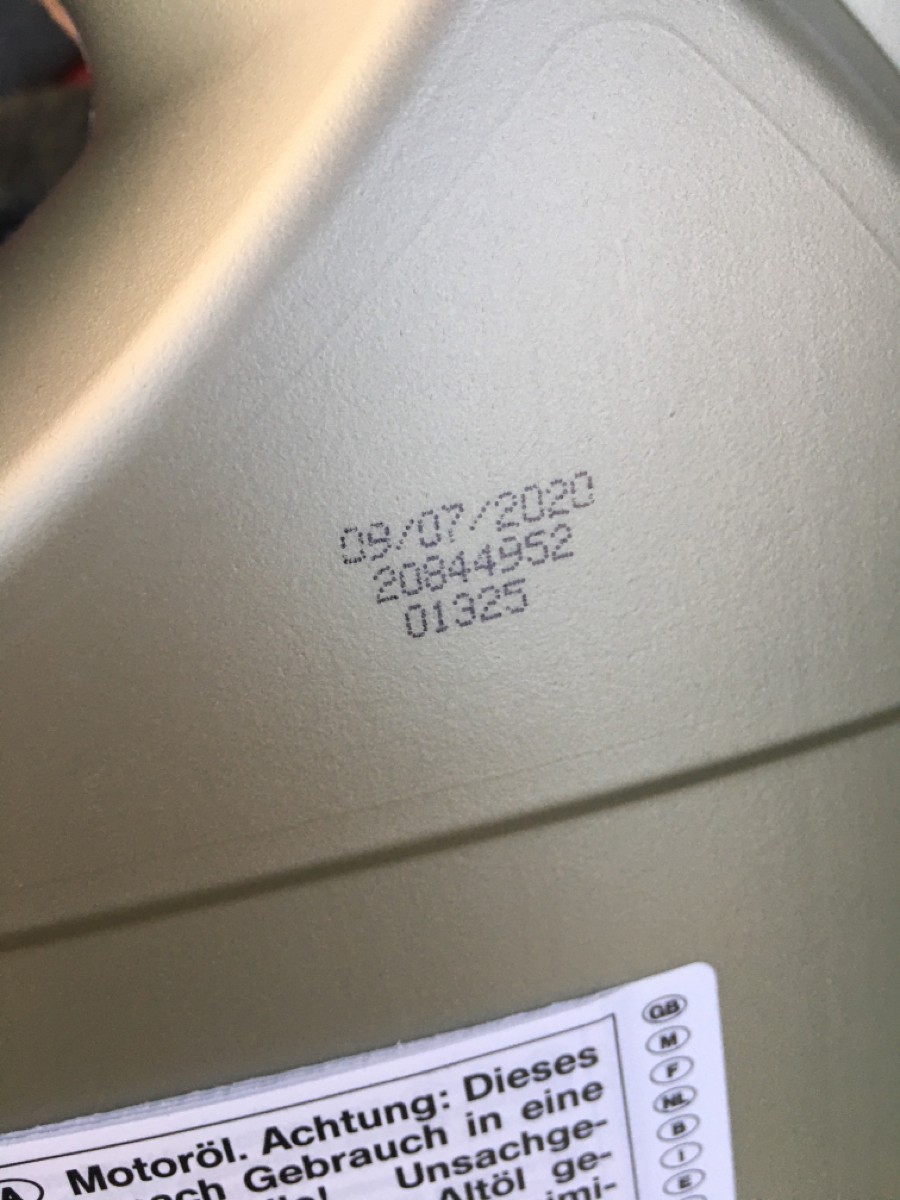 09/07/2020
20844952
01325
GB
M
F
NL
B
I
E
Motoröl. Achtung: Dieses
Gebrauch in eine
Unsachge-
Altöl ge-